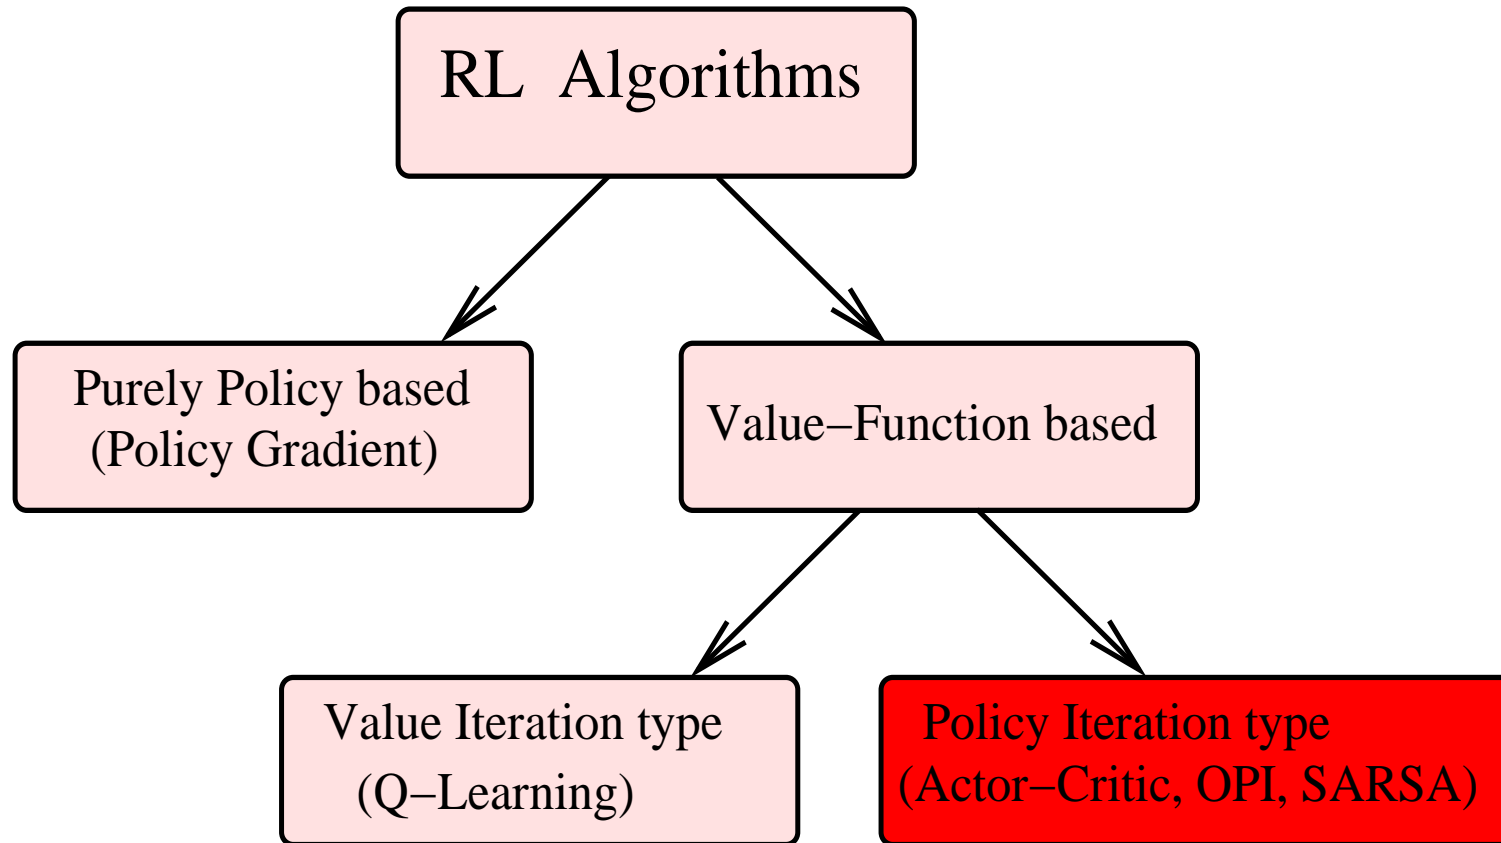 RL Algorithms
Purely Policy based
(Policy Gradient)
Value−Function based
Value Iteration type
(Q−Learning)
Policy Iteration type
(Actor−Critic, OPI, SARSA)